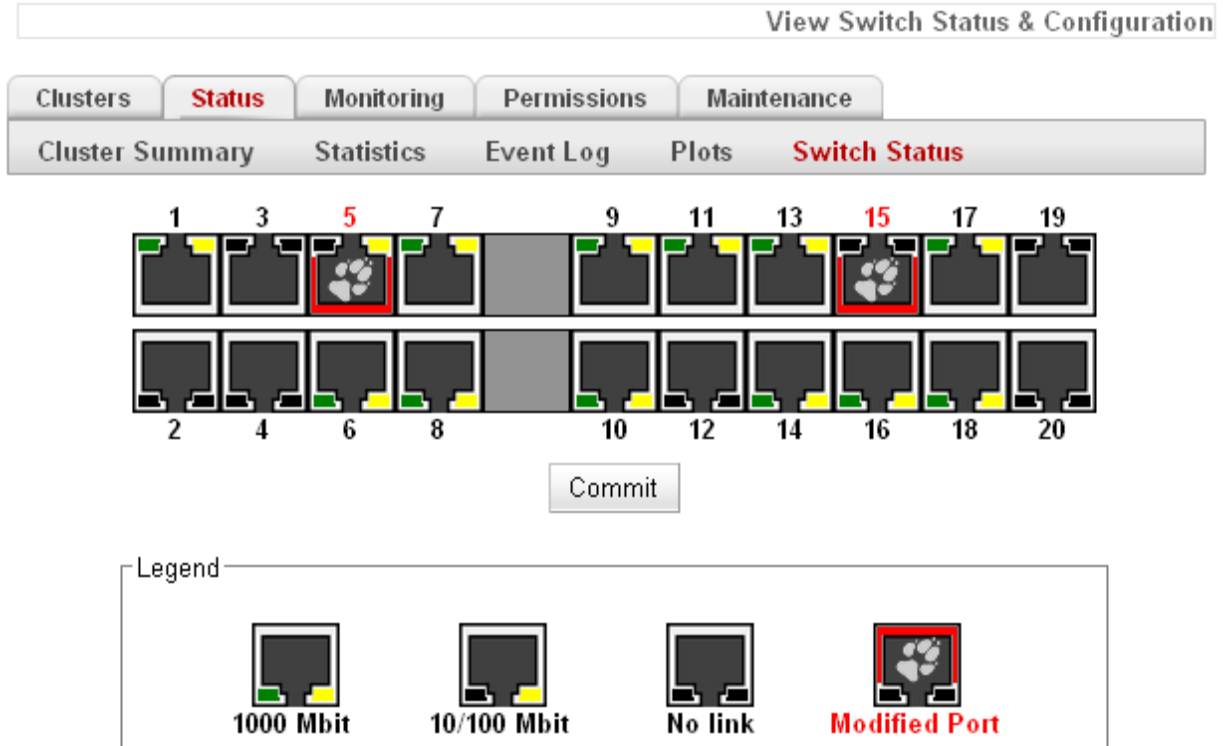 View Switch Status & Configuration
Clusters Status Monitoring Permissions Maintenance
Cluster Summary Statistics Event Log Plots Switch Status
1 3 5 7 9 11 13 15 17 19
2 4 6 8 10 12 14 16 18 20
Commit
Legend
1000 Mbit 10/100 Mbit No link Modified Port